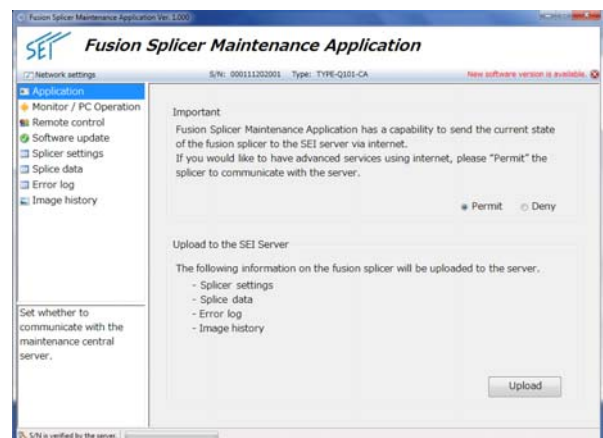 Fusion Splicer Maintenance Application Ver. 1.000
SEI
Fusion Splicer Maintenance Application
Network settings
S/N: 000111202001 Type: TYPE-Q101-CA
New software version is available.
Application
Monitor / PC Operation
Remote control
Software update
Splicer settings
Splice data
Error log
Image history
Set whether to
communicate with the
maintenance central
server.
Important
Fusion Splicer Maintenance Application has a capability to send the current state
of the fusion splicer to the SEI server via internet.
If you would like to have advanced services using internet, please "Permit" the
splicer to communicate with the server.
Permit Deny
Upload to the SEI Server
The following information on the fusion splicer will be uploaded to the server.
- Splicer settings
- Splice data
- Error log
- Image history
Upload
S/N is verified by the server.